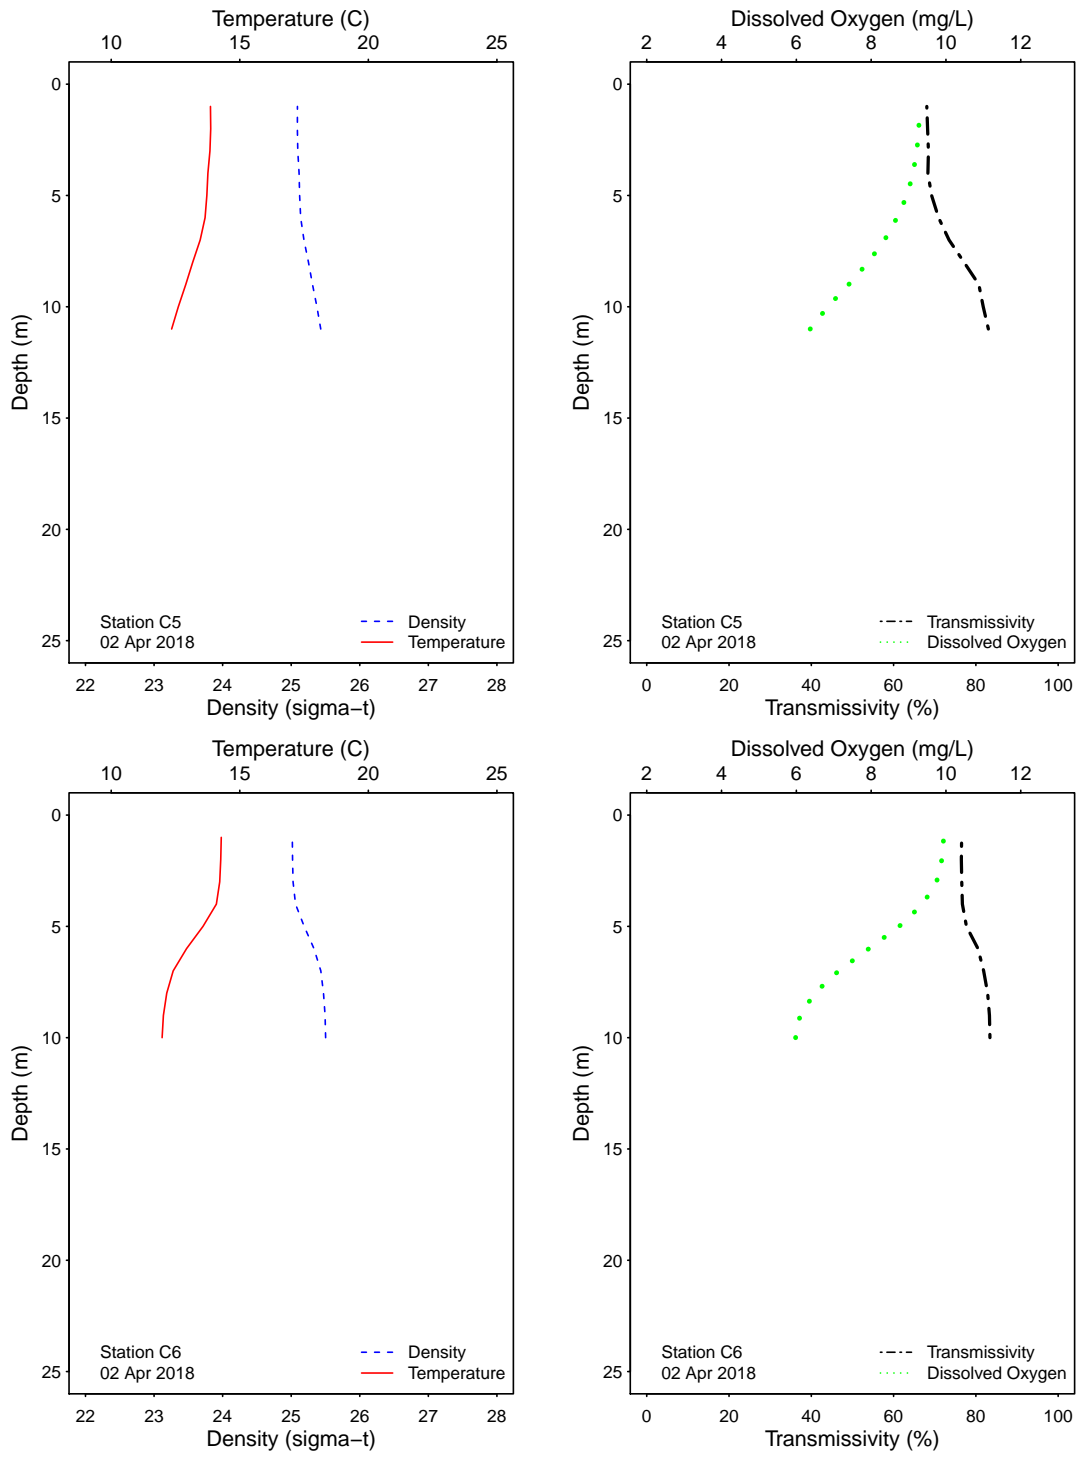 Temperature (C)
10 15 20 25
0
5
10
15
20
25
Depth (m)
Station C5
02 Apr 2018
Density
Temperature
22 23 24 25 26 27 28
Density (sigma−t)
Dissolved Oxygen (mg/L)
2 4 6 8 10 12
0
5
10
15
20
25
Depth (m)
Station C5
02 Apr 2018
Transmissivity
Dissolved Oxygen
0 20 40 60 80 100
Transmissivity (%)
Temperature (C)
10 15 20 25
0
5
10
15
20
25
Depth (m)
Station C6
02 Apr 2018
Density
Temperature
22 23 24 25 26 27 28
Density (sigma−t)
Dissolved Oxygen (mg/L)
2 4 6 8 10 12
0
5
10
15
20
25
Depth (m)
Station C6
02 Apr 2018
Transmissivity
Dissolved Oxygen
0 20 40 60 80 100
Transmissivity (%)